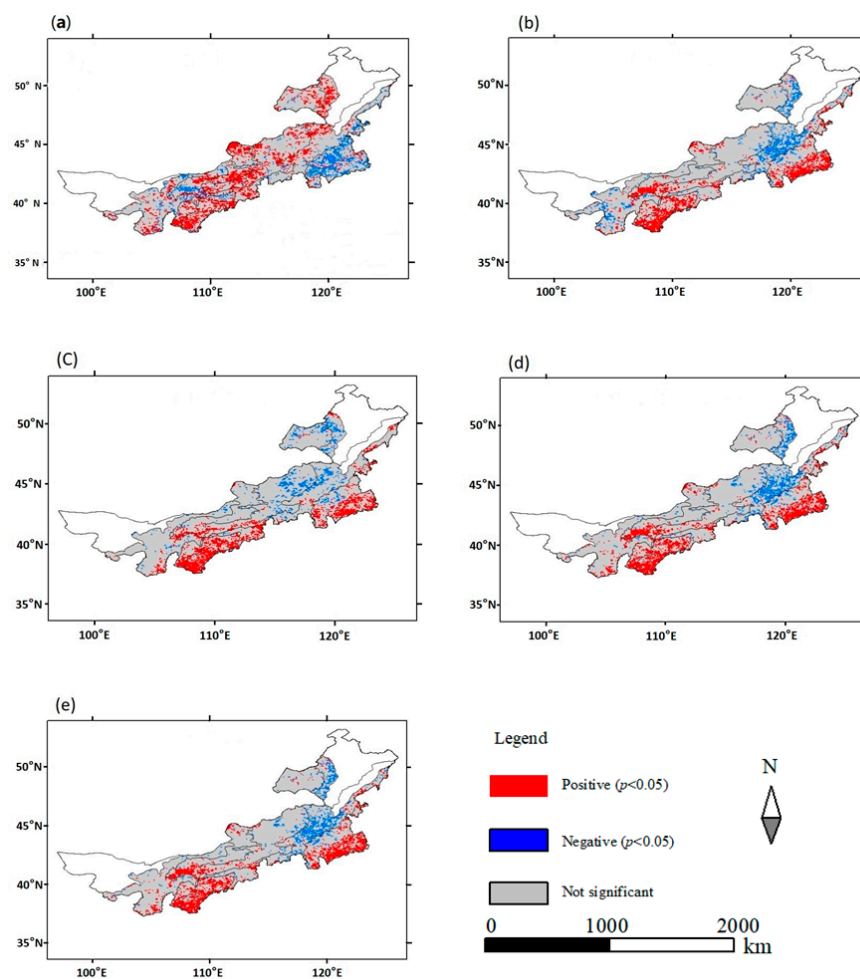 (a)
50° N
45° N
40° N
35° N
100°E
110°E
120°E
(b)
50°N
45°N
40°N
35°N
100°E
110°E
120°E
(C)
50°N
45°N
40°N
35°N
100°E
110°E
120°E
(d)
50°N
45°N
40°N
35°N
100°E
110°E
120°E
(e)
50°N
45°N
40°N
35°N
100°E
110°E
120°E
Legend
Positive (p<0.05)
Negative (p<0.05)
Not significant
N
0 1000 2000
km